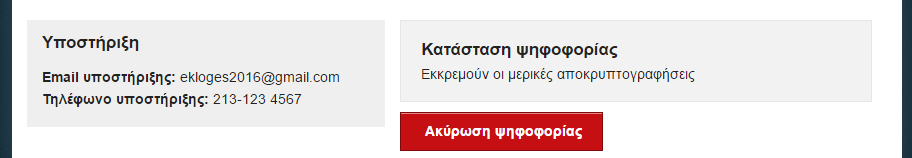 Υποστήριξη
Email υποστήριξης: ekloges2016@gmail.com
Τηλέφωνο υποστήριξης: 213-123 4567
Κατάσταση ψηφοφορίας
Εκκρεμούν οι μερικές αποκρυπτογραφήσεις
Ακύρωση ψηφοφορίας